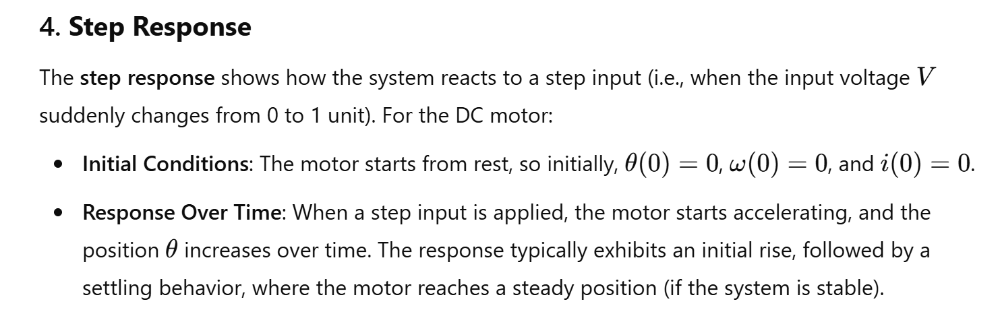 4. Step Response
The step response shows how the system reacts to a step input (i.e., when the input voltage V
suddenly changes from 0 to 1 unit). For the DC motor:
• Initial Conditions: The motor starts from rest, so initially, θ(0) = 0, ω(0) = 0, and i(0) = 0.
• Response Over Time: When a step input is applied, the motor starts accelerating, and the
position θ increases over time. The response typically exhibits an initial rise, followed by a
settling behavior, where the motor reaches a steady position (if the system is stable).